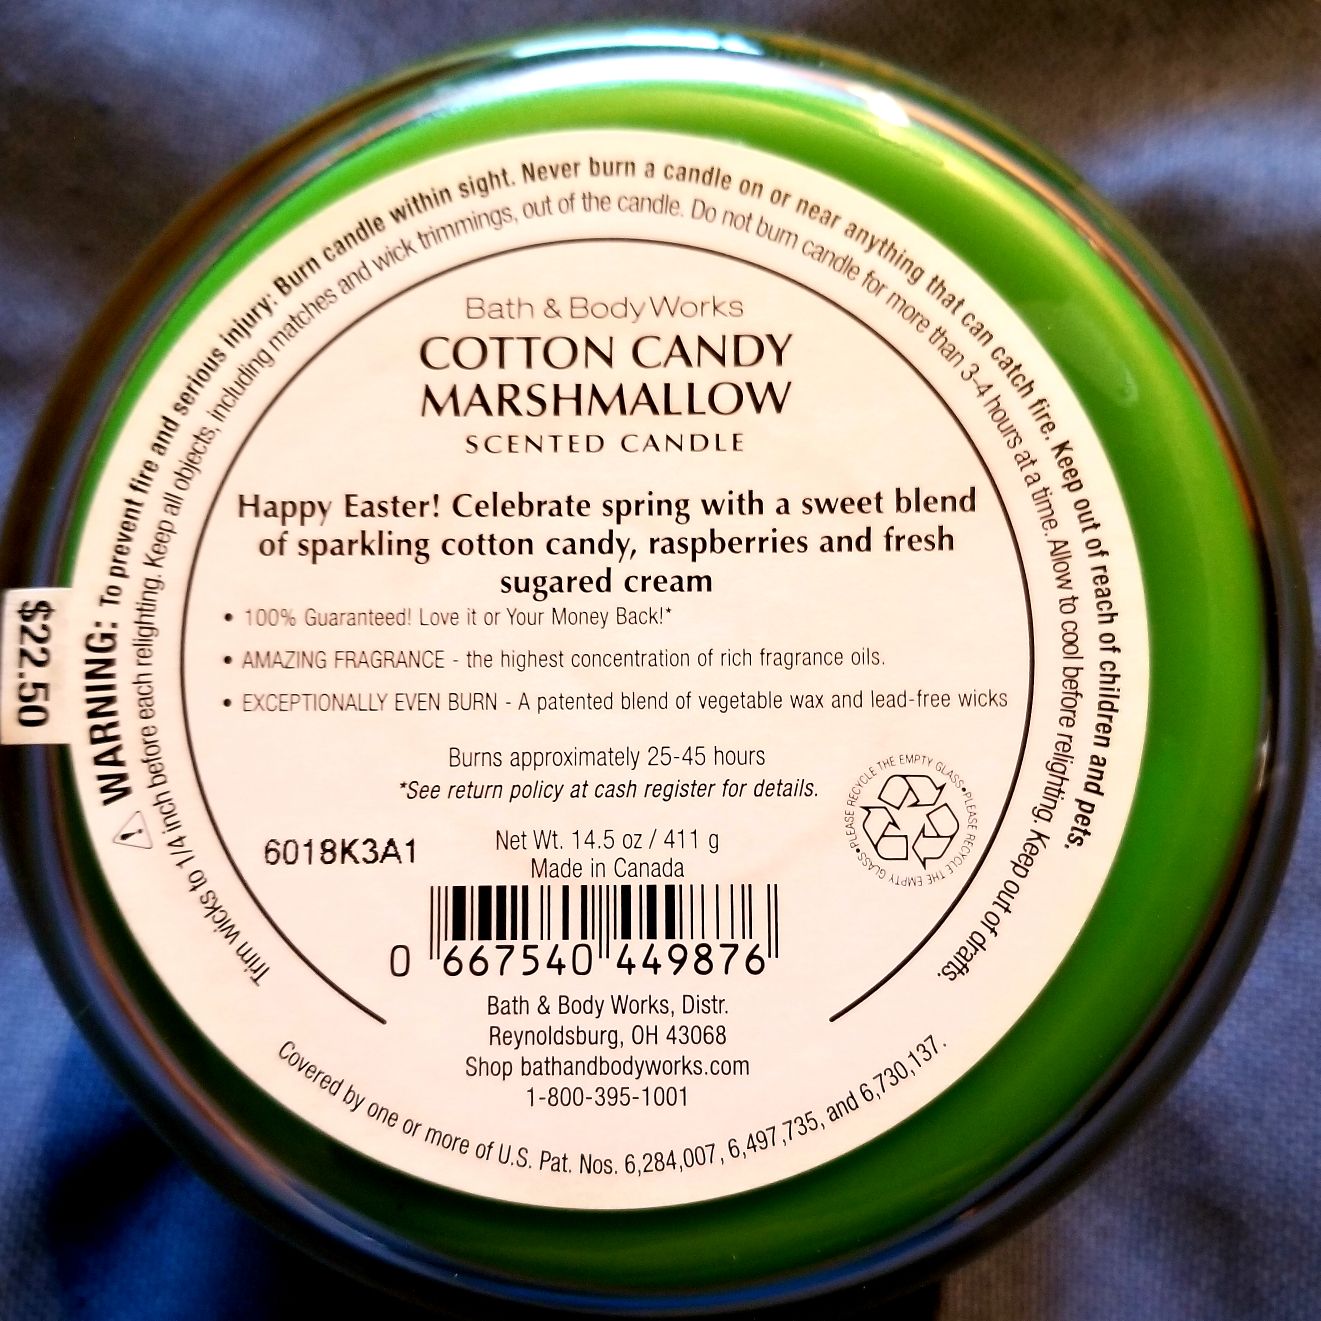 WARNING: To prevent fire and serious injury: Burn candle within sight. Never burn a candle on or near anything that can catch fire. Keep out of reach of children and pets.
Trim wicks to 1/4 inch before each relighting. Keep all objects, including matches and wick trimmings, out of the candle. Do not burn candle for more than 3-4 hours at a time. Allow to cool before relighting. Keep out of drafts.
Bath & Body Works
COTTON CANDY
MARSHMALLOW
SCENTED CANDLE
Happy Easter! Celebrate spring with a sweet blend
of sparkling cotton candy, raspberries and fresh
sugared cream
• 100% Guaranteed! Love it or Your Money Back!*
• AMAZING FRAGRANCE - the highest concentration of rich fragrance oils.
• EXCEPTIONALLY EVEN BURN - A patented blend of vegetable wax and lead-free wicks
Burns approximately 25-45 hours
*See return policy at cash register for details.
PLEASE RECYCLE THE EMPTY GLASS•PLEASE RECYCLE THE EMPTY GLASS•
6018K3A1
Net Wt. 14.5 oz / 411 g
Made in Canada
0 667540 449876
Bath & Body Works, Distr.
Reynoldsburg, OH 43068
Shop bathandbodyworks.com
1-800-395-1001
Covered by one or more of U.S. Pat. Nos. 6,284,007, 6,497,735, and 6,730,137.
$22.50